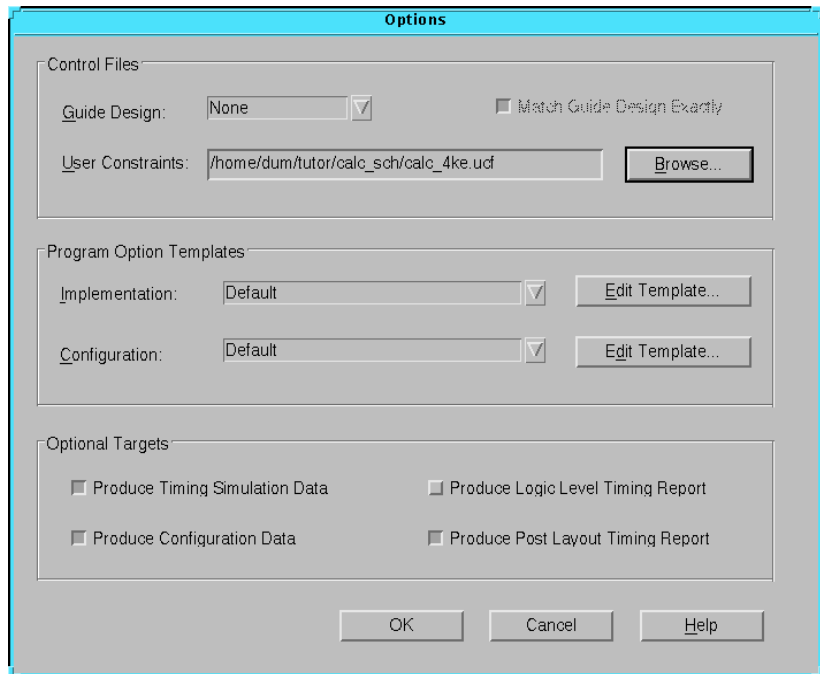 Options
Control Files
Guide Design: None Match Guide Design Exactly
User Constraints: /home/dum/tutor/calc_sch/calc_4ke.ucf Browse...
Program Option Templates
Implementation: Default Edit Template...
Configuration: Default Edit Template...
Optional Targets
Produce Timing Simulation Data Produce Logic Level Timing Report
Produce Configuration Data Produce Post Layout Timing Report
OK Cancel Help